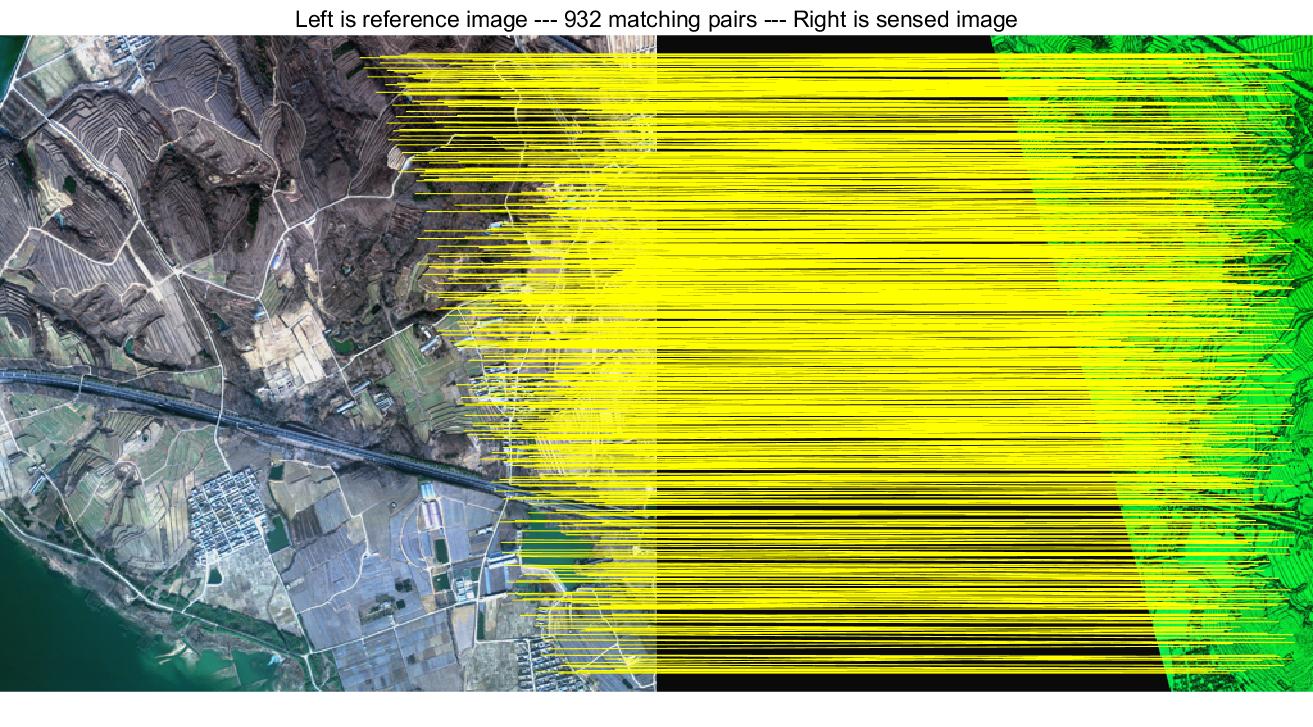 Left is reference image --- 932 matching pairs --- Right is sensed image